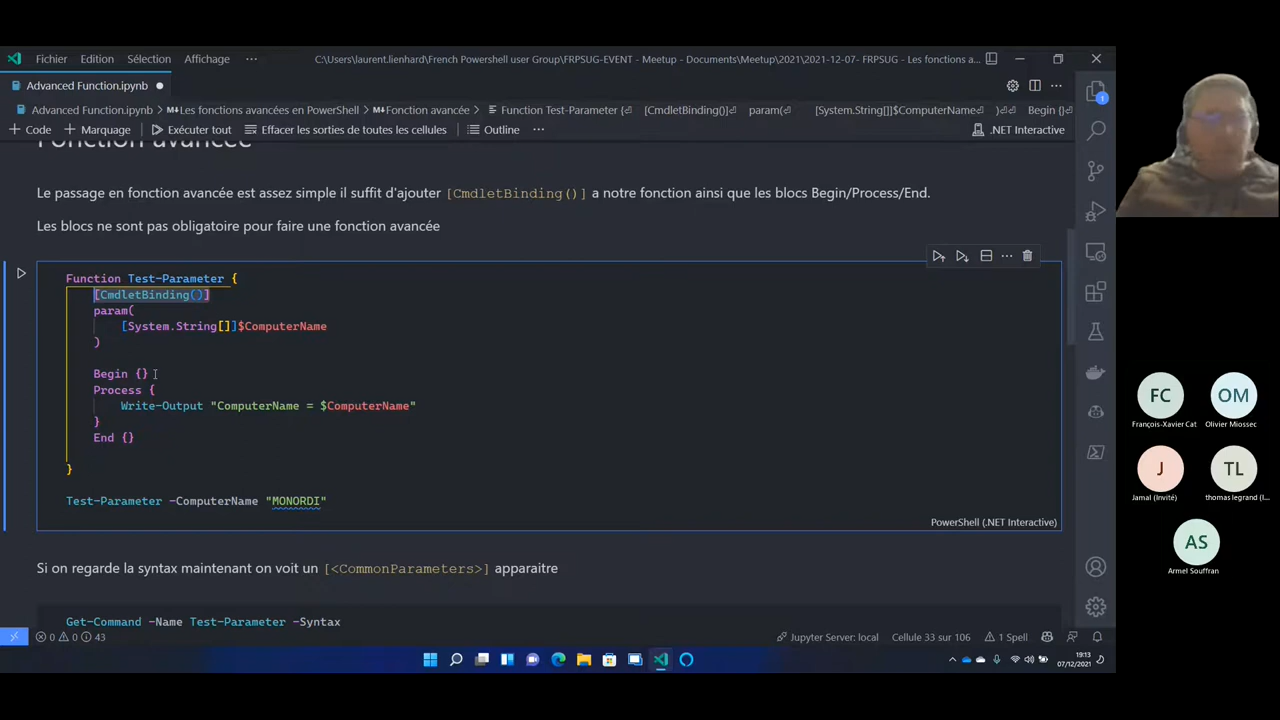 Fichier Edition Sélection Affichage ···
C:\Users\laurent.lienhard\French Powershell user Group\FRPSUG-EVENT - Meetup - Documents\Meetup\2021\2021-12-07- FRPSUG - Les fonctions a...
Advanced Function.ipynb
Advanced Function.ipynb > Les fonctions avancées en PowerShell > Fonction avancée > Function Test-Parameter { [CmdletBinding()] param( [System.String[]]$ComputerName ) Begin {}
+ Code + Marquage Exécuter tout Effacer les sorties de toutes les cellules Outline ··· .NET Interactive
Fonction avancée
Le passage en fonction avancée est assez simple il suffit d'ajouter [CmdletBinding()] a notre fonction ainsi que les blocs Begin/Process/End.
Les blocs ne sont pas obligatoire pour faire une fonction avancée
Function Test-Parameter {
[CmdletBinding()]
param(
[System.String[]]$ComputerName
)
Begin {}
Process {
Write-Output "ComputerName = $ComputerName"
}
End {}
}
Test-Parameter -ComputerName "MONORDI"
PowerShell (.NET Interactive)
Si on regarde la syntax maintenant on voit un [<CommonParameters>] apparaitre
Get-Command -Name Test-Parameter -Syntax
0 0 43 Jupyter Server: local Cellule 33 sur 106 1 Spell
19:13
07/12/2021
1
FC OM
François-Xavier Cat Olivier Miossec
J TL
Jamal (Invité) thomas legrand (I...
AS
Armel Souffran